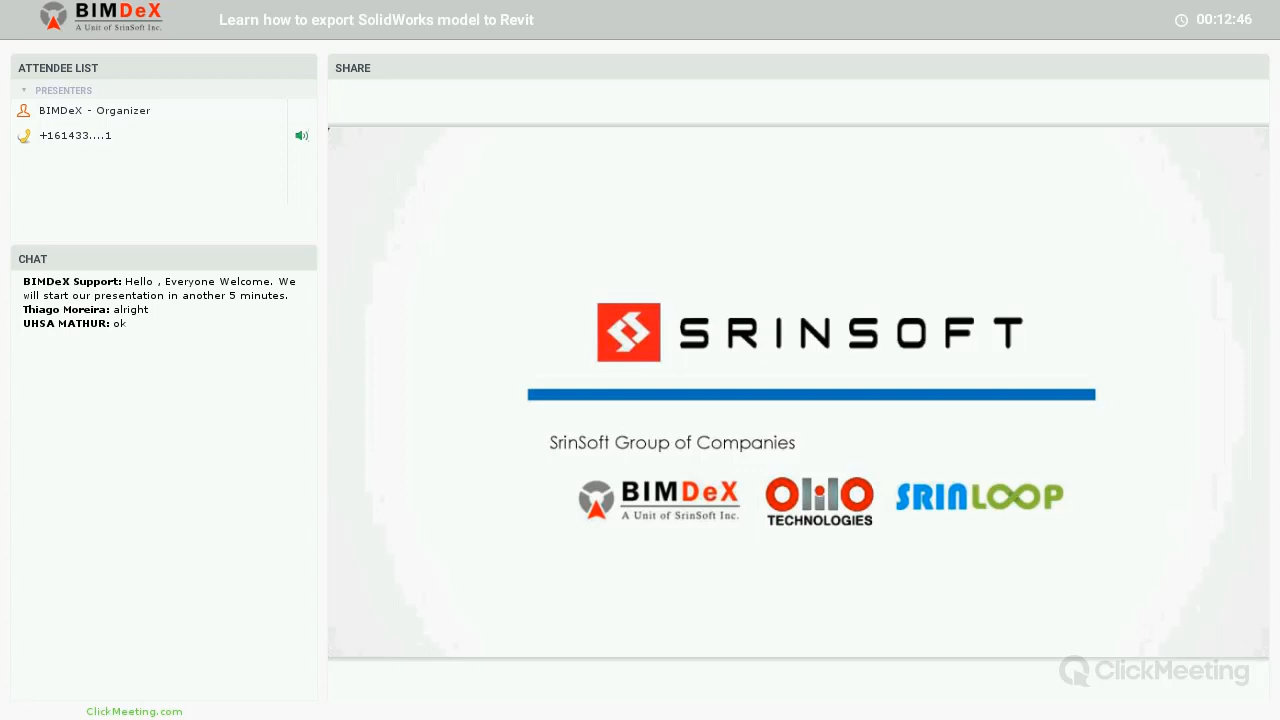 BIMDeX
A Unit of SrinSoft Inc.
Learn how to export SolidWorks model to Revit
00:12:46
ATTENDEE LIST
PRESENTERS
BIMDeX - Organizer
+161433....1
CHAT
BIMDeX Support: Hello , Everyone Welcome. We
will start our presentation in another 5 minutes.
Thiago Moreira: alright
UHSA MATHUR: ok
SHARE
SRINSOFT
SrinSoft Group of Companies
BIMDeX
A Unit of SrinSoft Inc.
OHO
TECHNOLOGIES
SRINLOOP
ClickMeeting
ClickMeeting.com